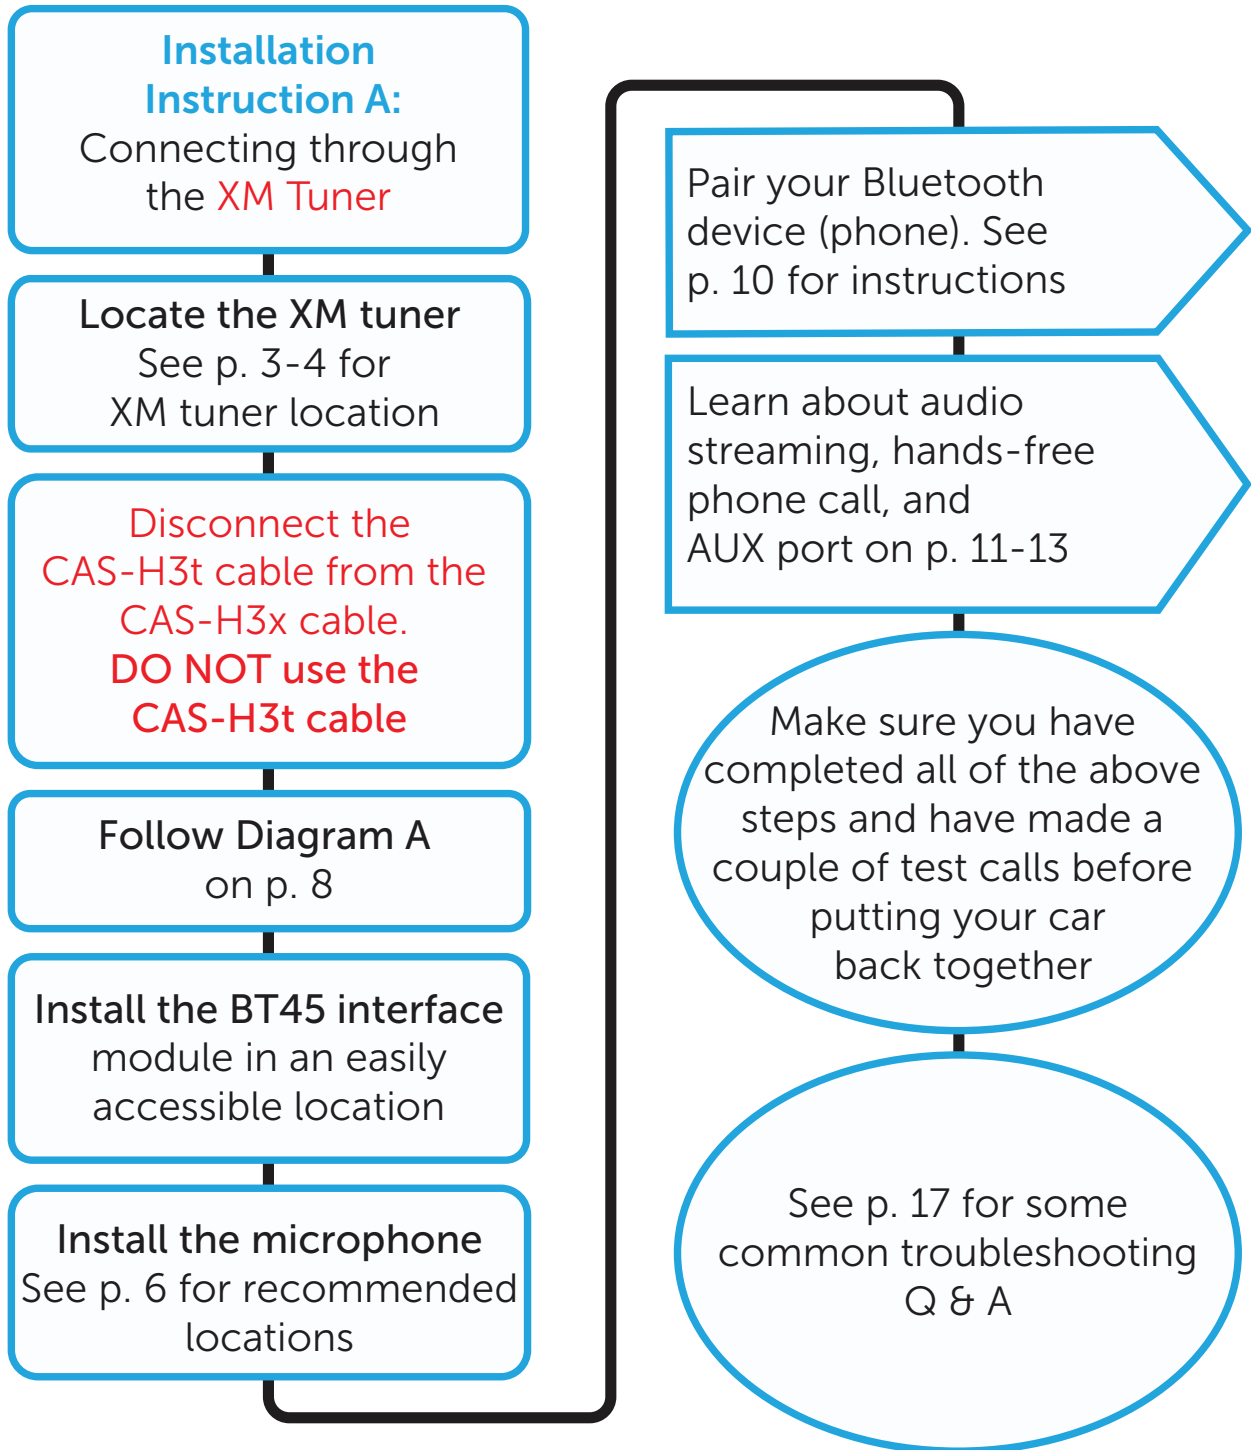 Installation
Instruction A:
Connecting through
the XM Tuner
Locate the XM tuner
See p. 3-4 for
XM tuner location
Disconnect the
CAS-H3t cable from the
CAS-H3x cable.
DO NOT use the
CAS-H3t cable
Follow Diagram A
on p. 8
Install the BT45 interface
module in an easily
accessible location
Install the microphone
See p. 6 for recommended
locations
Pair your Bluetooth
device (phone). See
p. 10 for instructions
Learn about audio
streaming, hands-free
phone call, and
AUX port on p. 11-13
Make sure you have
completed all of the above
steps and have made a
couple of test calls before
putting your car
back together
See p. 17 for some
common troubleshooting
Q & A